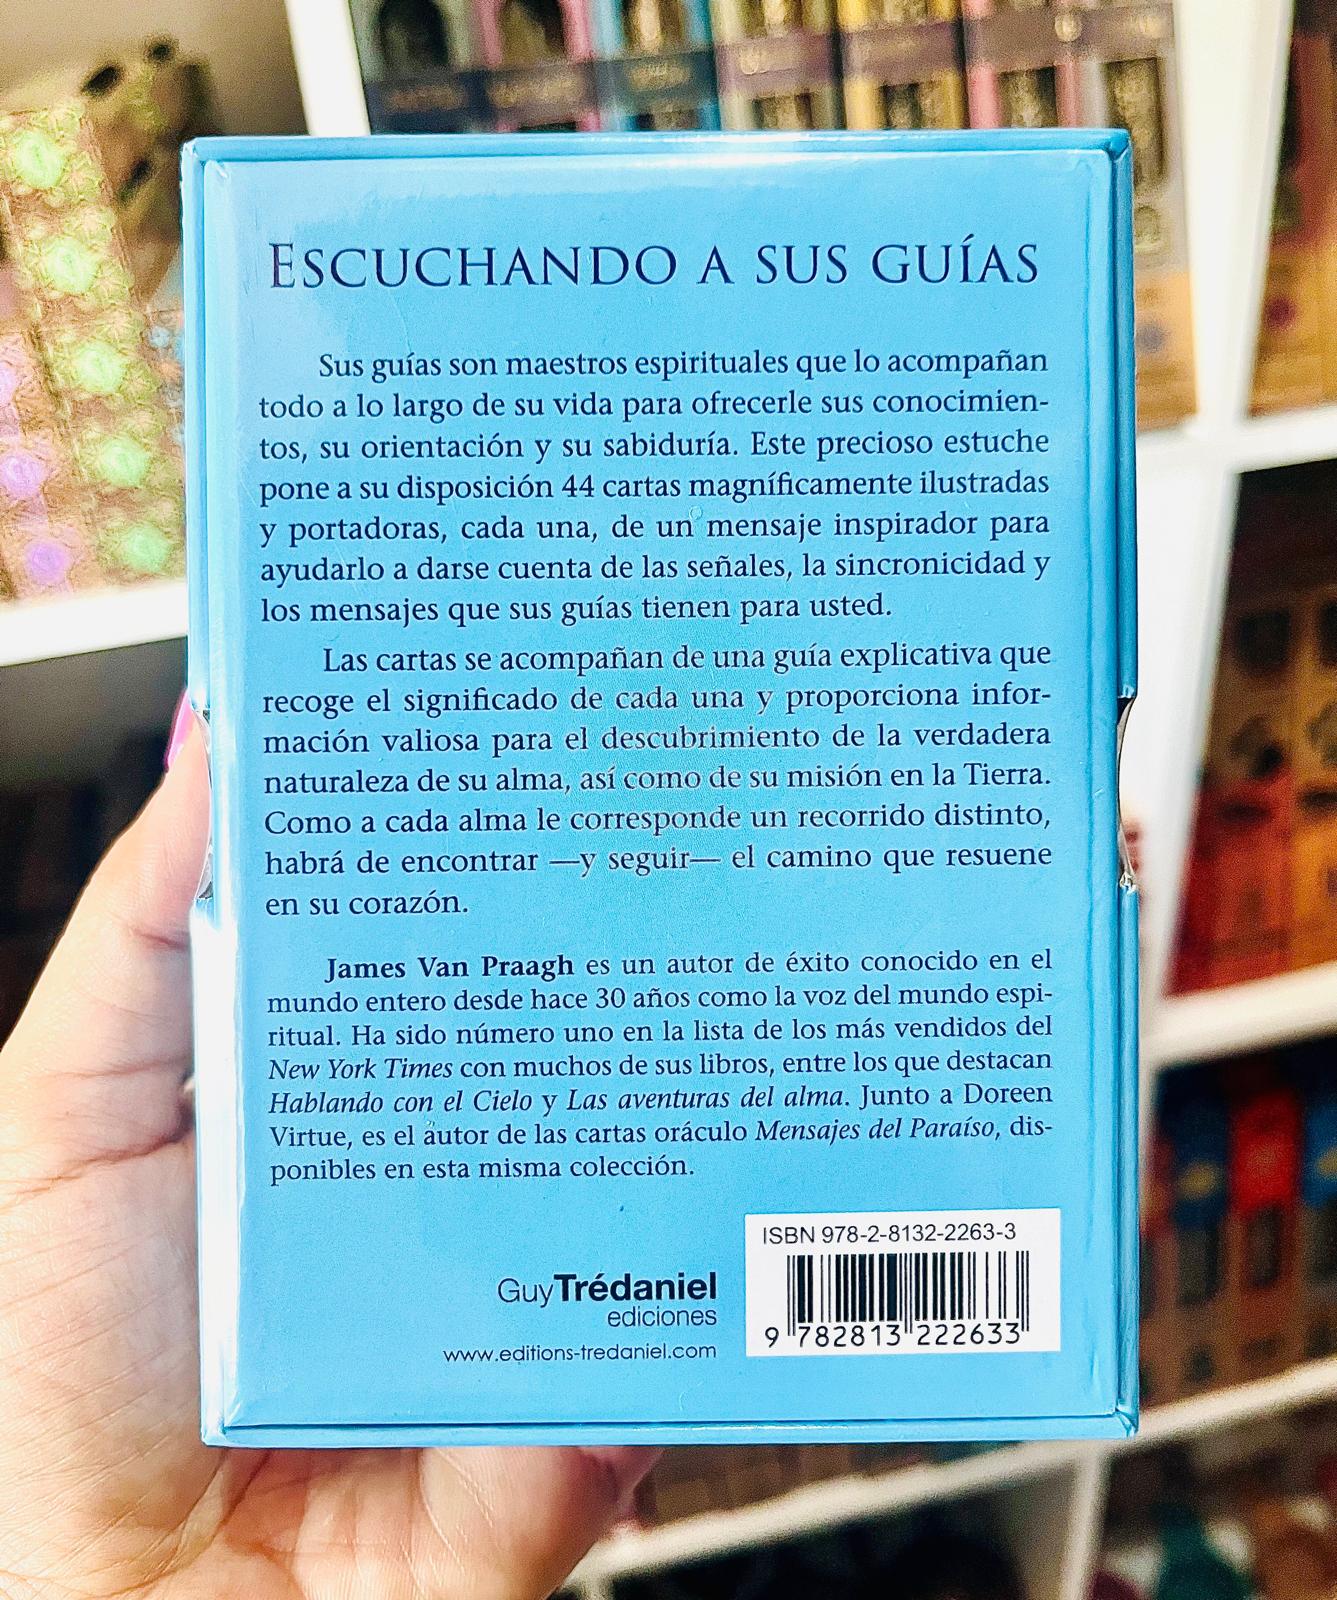 ESCUCHANDO A SUS GUÍAS
Sus guías son maestros espirituales que lo acompañan
todo a lo largo de su vida para ofrecerle sus conocimien-
tos, su orientación y su sabiduría. Este precioso estuche
pone a su disposición 44 cartas magníficamente ilustradas
y portadoras, cada una, de un mensaje inspirador para
ayudarlo a darse cuenta de las señales, la sincronicidad y
los mensajes que sus guías tienen para usted.
Las cartas se acompañan de una guía explicativa que
recoge el significado de cada una y proporciona infor-
mación valiosa para el descubrimiento de la verdadera
naturaleza de su alma, así como de su misión en la Tierra.
Como a cada alma le corresponde un recorrido distinto,
habrá de encontrar —y seguir— el camino que resuene
en su corazón.
James Van Praagh es un autor de éxito conocido en el
mundo entero desde hace 30 años como la voz del mundo espi-
ritual. Ha sido número uno en la lista de los más vendidos del
New York Times con muchos de sus libros, entre los que destacan
Hablando con el Cielo y Las aventuras del alma. Junto a Doreen
Virtue, es el autor de las cartas oráculo Mensajes del Paraíso, dis-
ponibles en esta misma colección.
ISBN 978-2-8132-2263-3
9 782813 222633
GuyTrédaniel
ediciones
www.editions-tredaniel.com